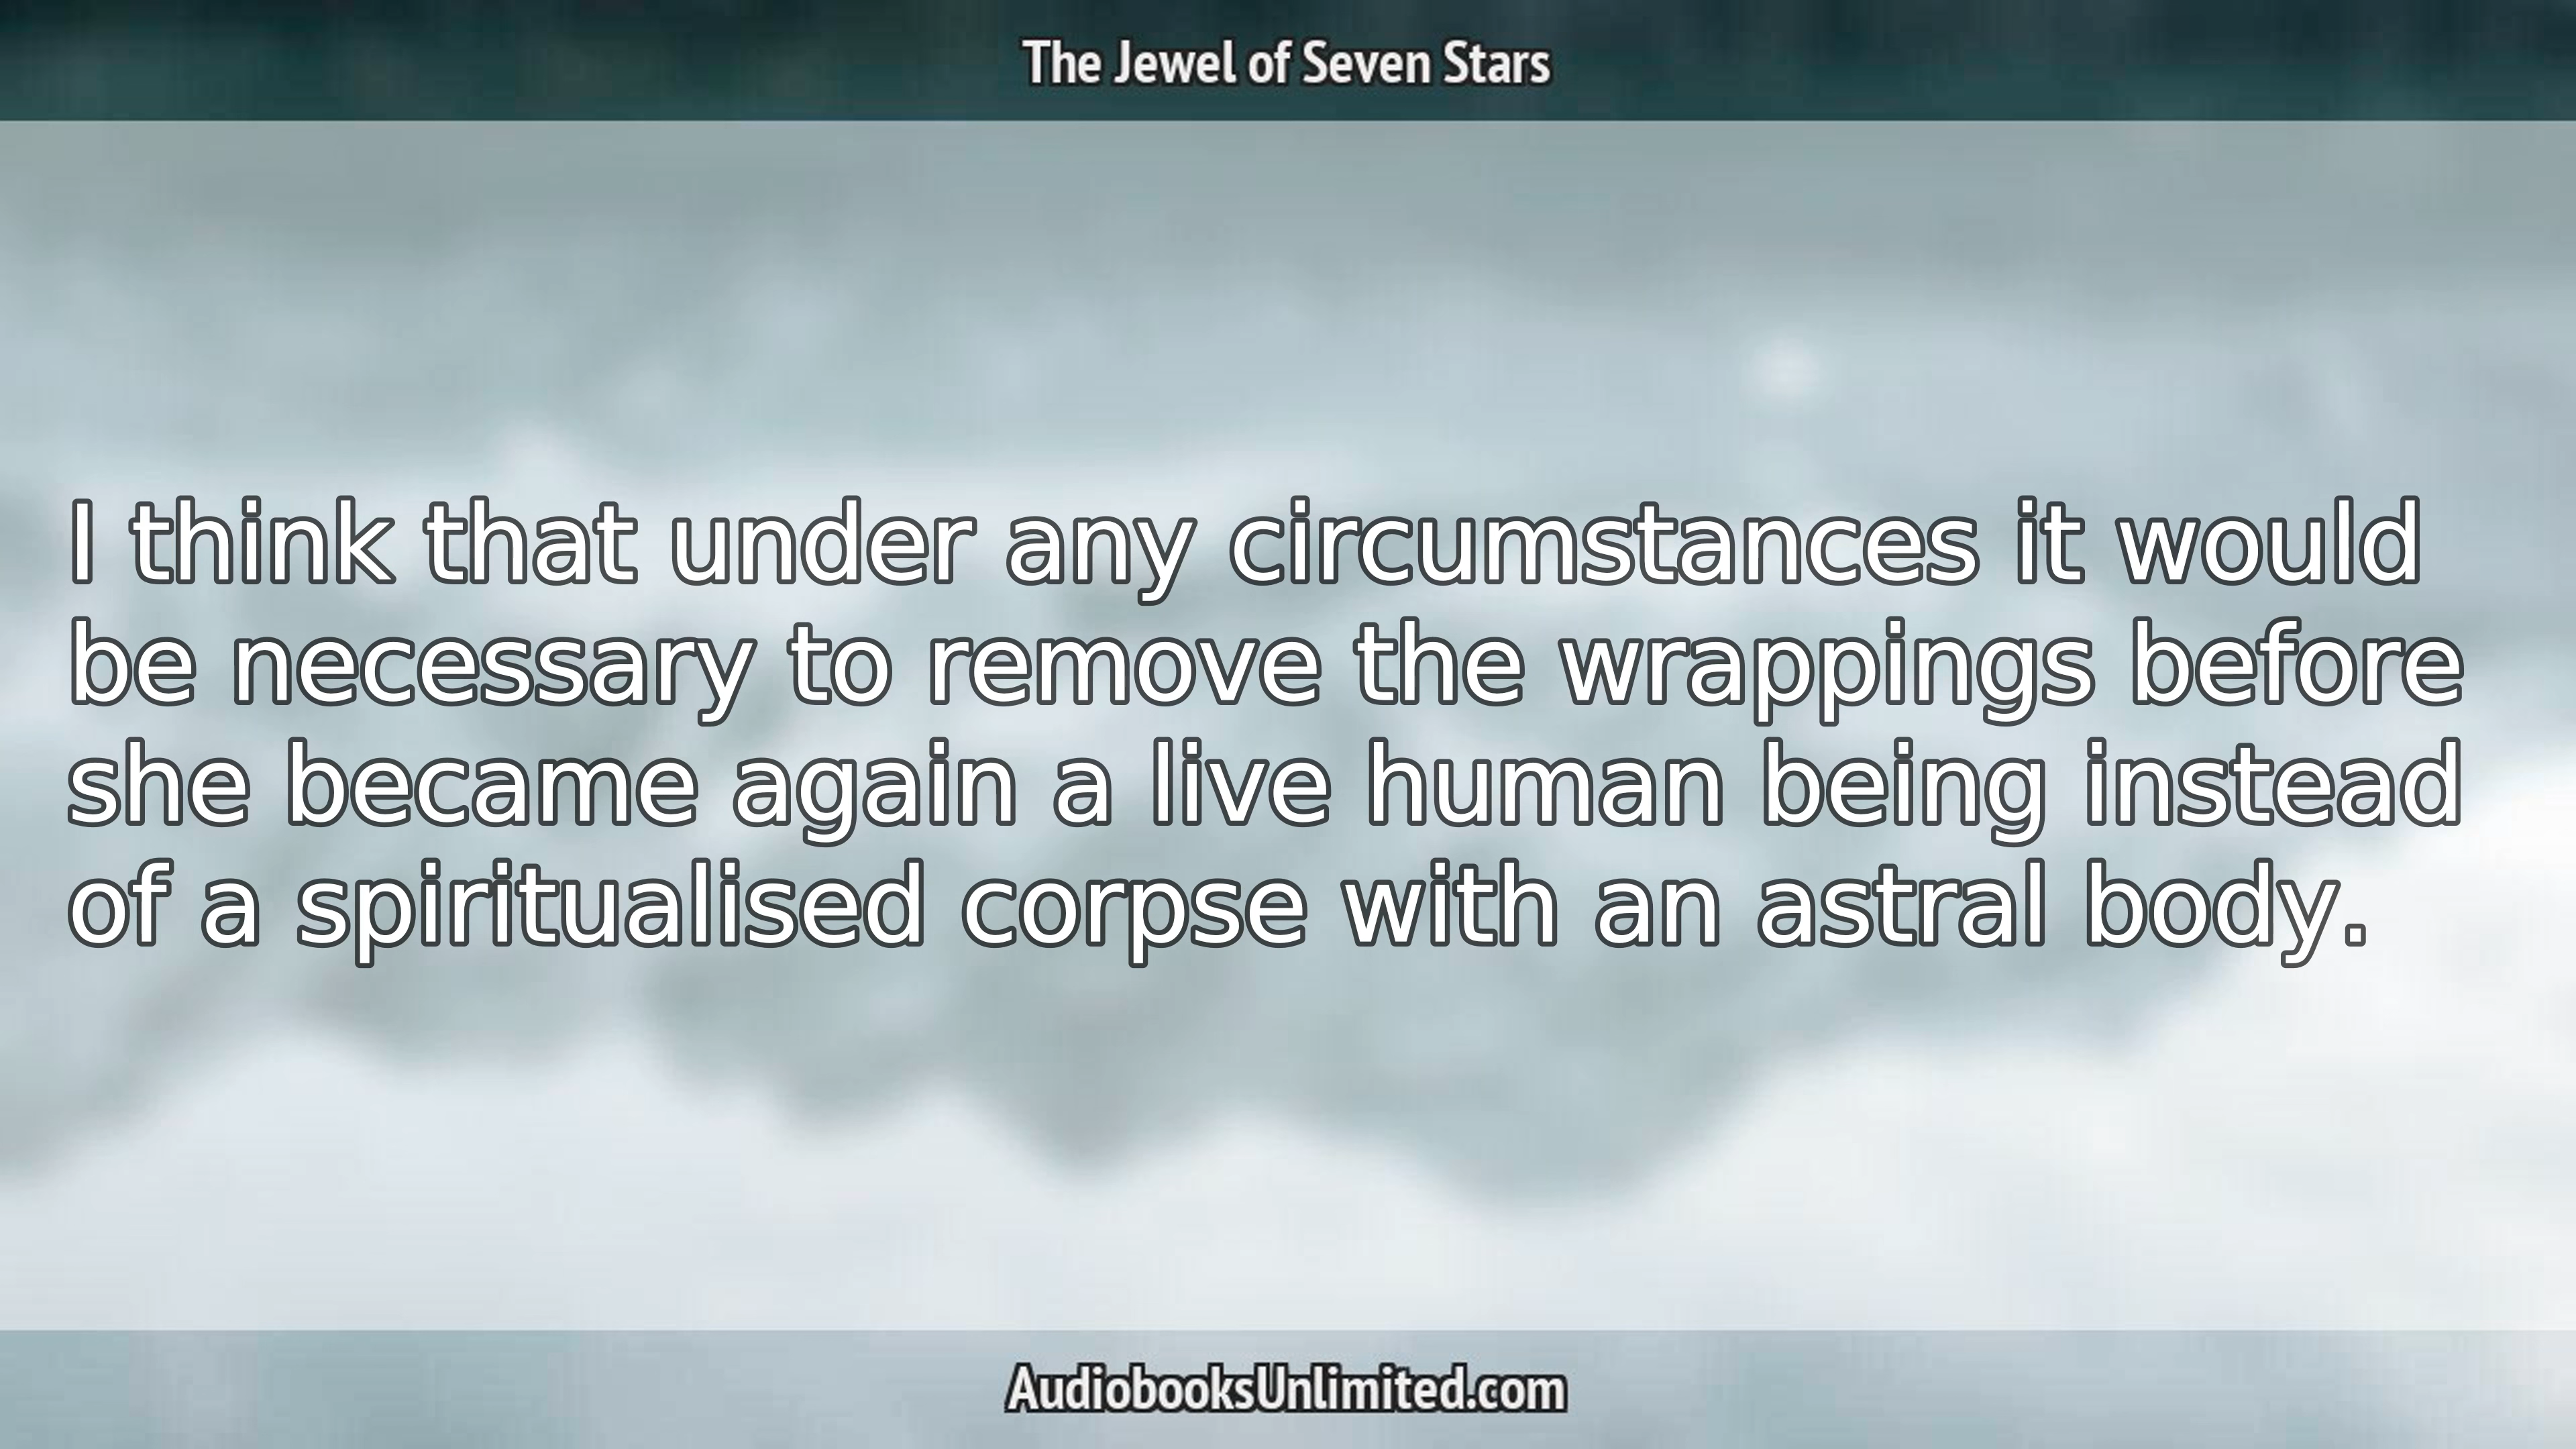 The Jewel of Seven Stars
I think that under any circumstances it would
be necessary to remove the wrappings before
she became again a live human being instead
of a spiritualised corpse with an astral body.
AudiobooksUnlimited.com